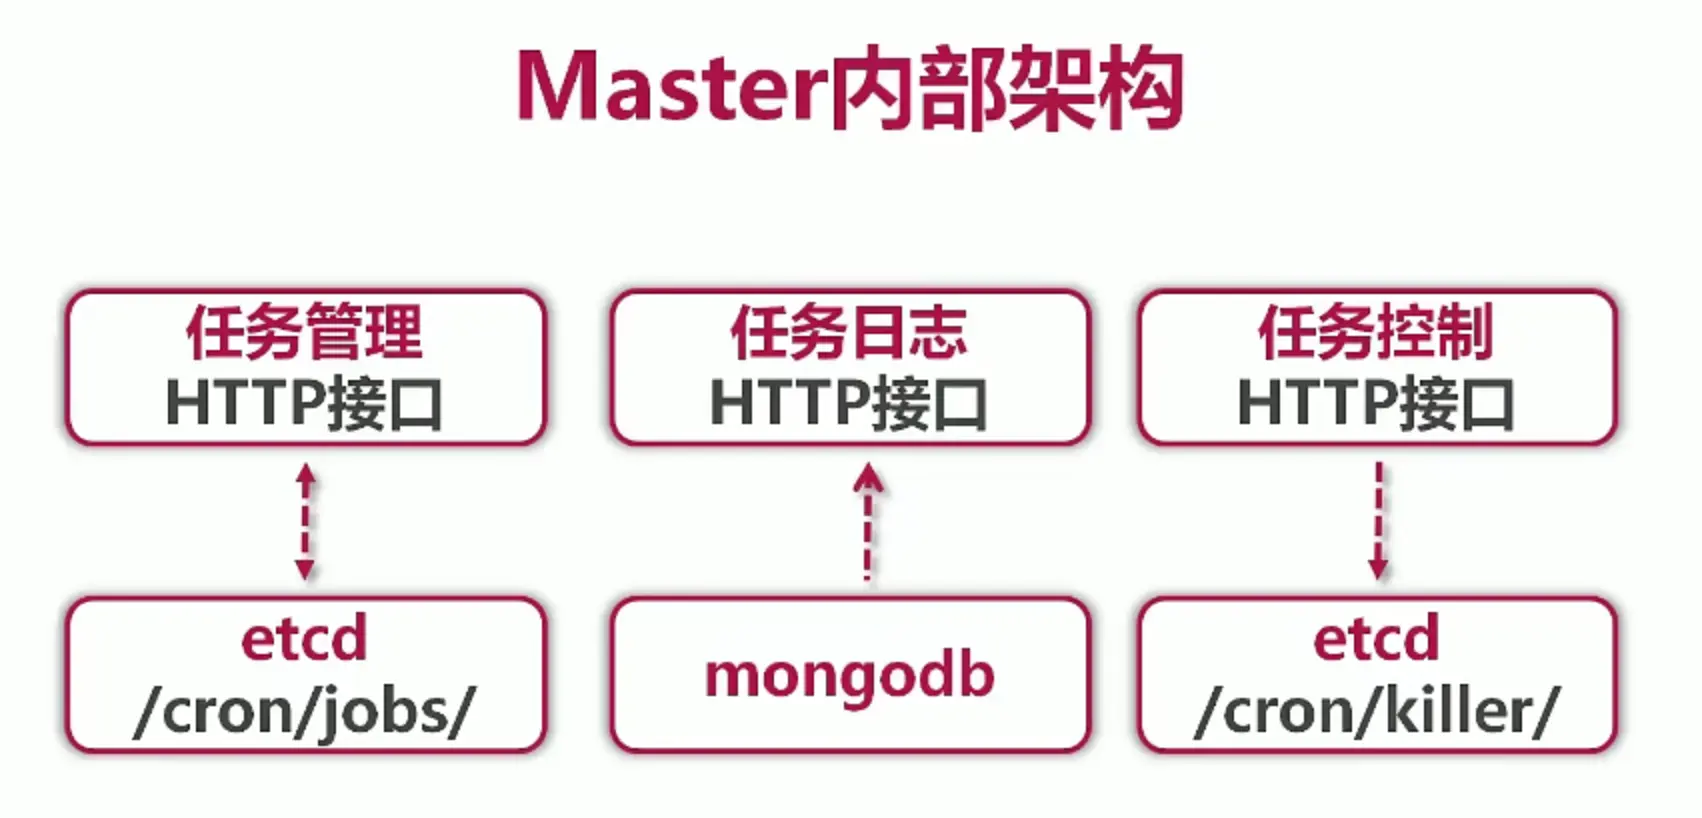 Master内部架构
任务管理
HTTP接口
任务日志
HTTP接口
任务控制
HTTP接口
etcd
/cron/jobs/
mongodb
etcd
/cron/killer/